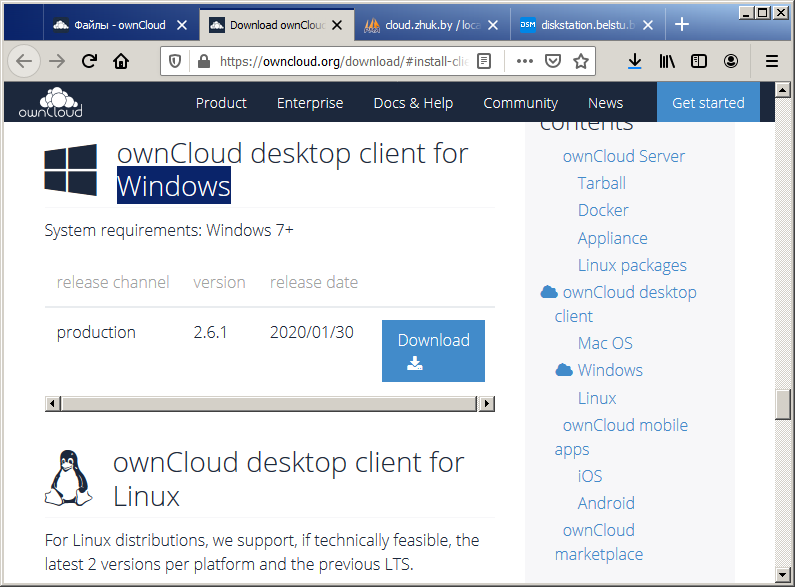 Файлы - ownCloud
Download ownClou
cloud.zhuk.by / loca
DSM
diskstation.belstu.b
https://owncloud.org/download/#install-clie
ownCloud
Product
Enterprise
Docs & Help
Community
News
Get started
ownCloud desktop client for
Windows
System requirements: Windows 7+
release channel version release date
production 2.6.1 2020/01/30 Download
ownCloud desktop client for
Linux
For Linux distributions, we support, if technically feasible, the
latest 2 versions per platform and the previous LTS.
contents
ownCloud Server
Tarball
Docker
Appliance
Linux packages
ownCloud desktop
client
Mac OS
Windows
Linux
ownCloud mobile
apps
iOS
Android
ownCloud
marketplace